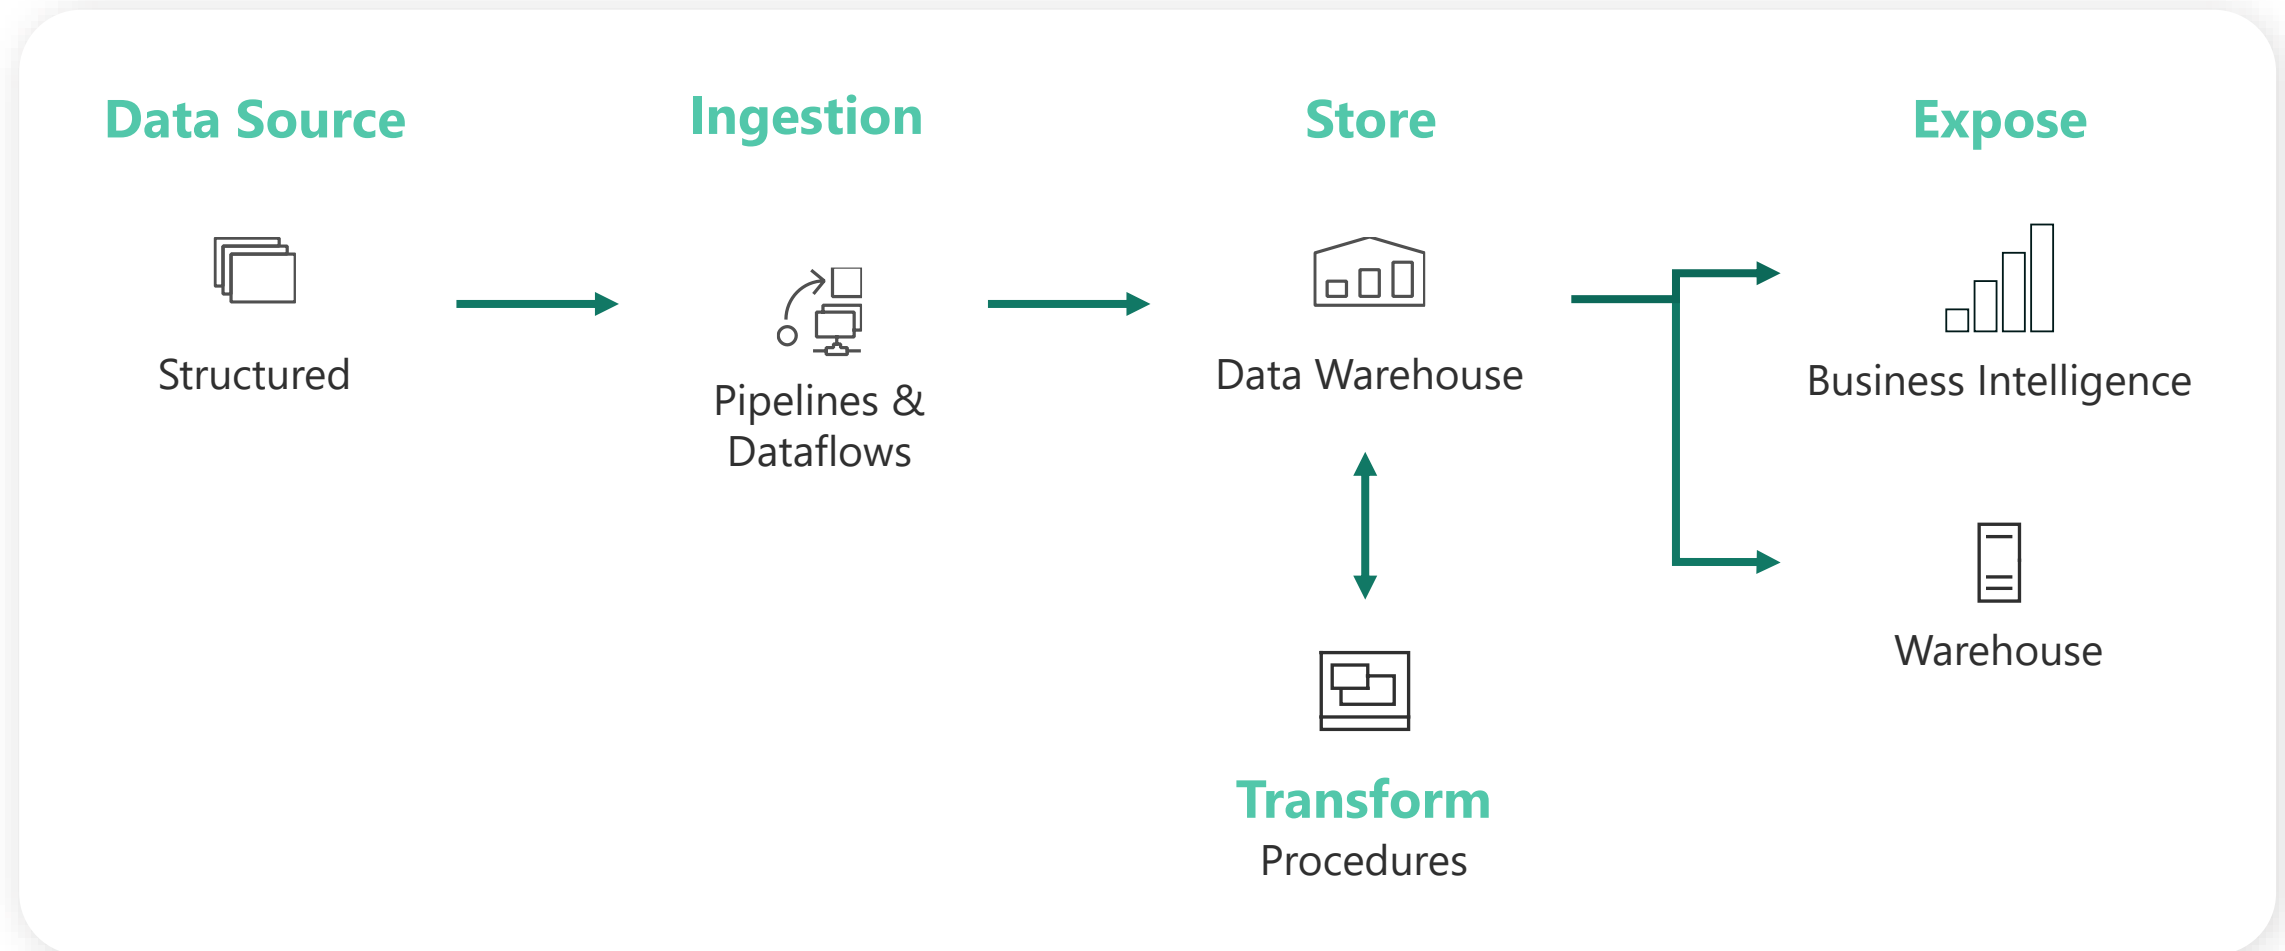 Data Source
Ingestion
Store
Expose
Structured
Pipelines &
Dataflows
Data Warehouse
Business Intelligence
Warehouse
Transform
Procedures